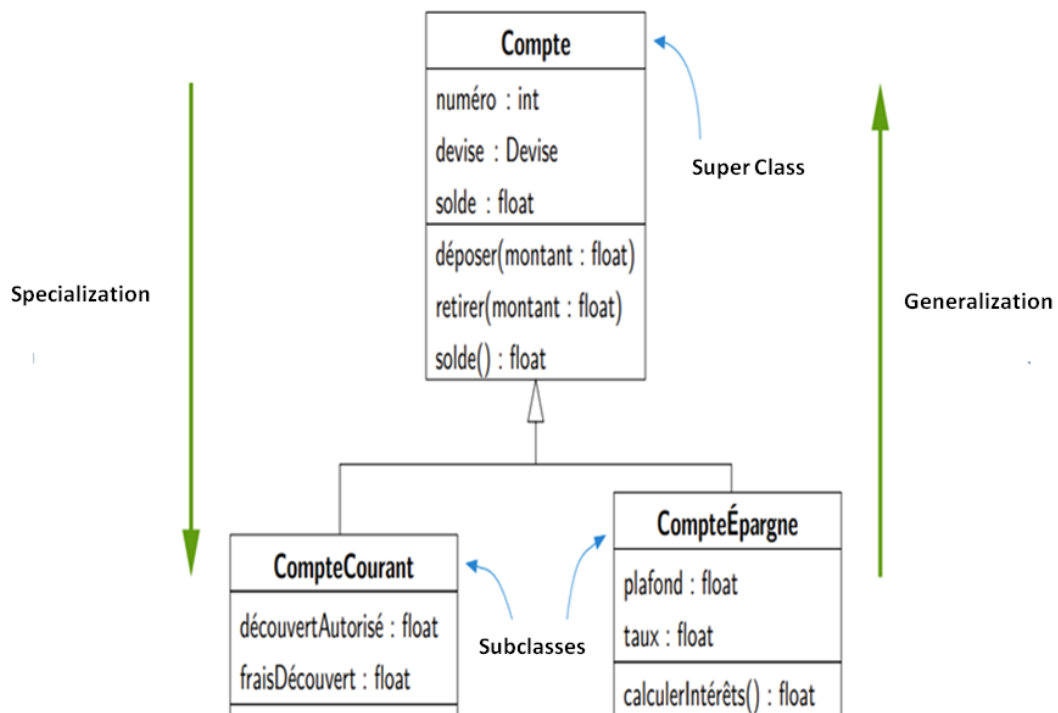 Compte
numéro : int
devise : Devise
solde : float
déposer(montant : float)
retirer(montant : float)
solde() : float
Super Class
Specialization
Generalization
CompteCourant
découvertAutorisé : float
fraisDécouvert : float
Subclasses
CompteÉpargne
plafond : float
taux : float
calculerIntérêts() : float